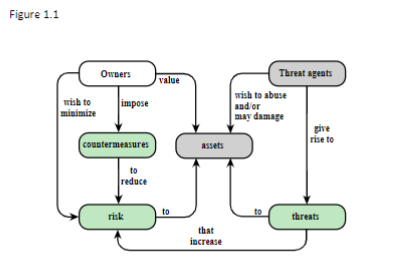 Figure 1.1
Owners
value
Threat agents
wish to
minimize
impose
wish to abuse
and/or
may damage
countermeasures
assets
give
rise to
to
reduce
risk
to
to
threats
that
increase